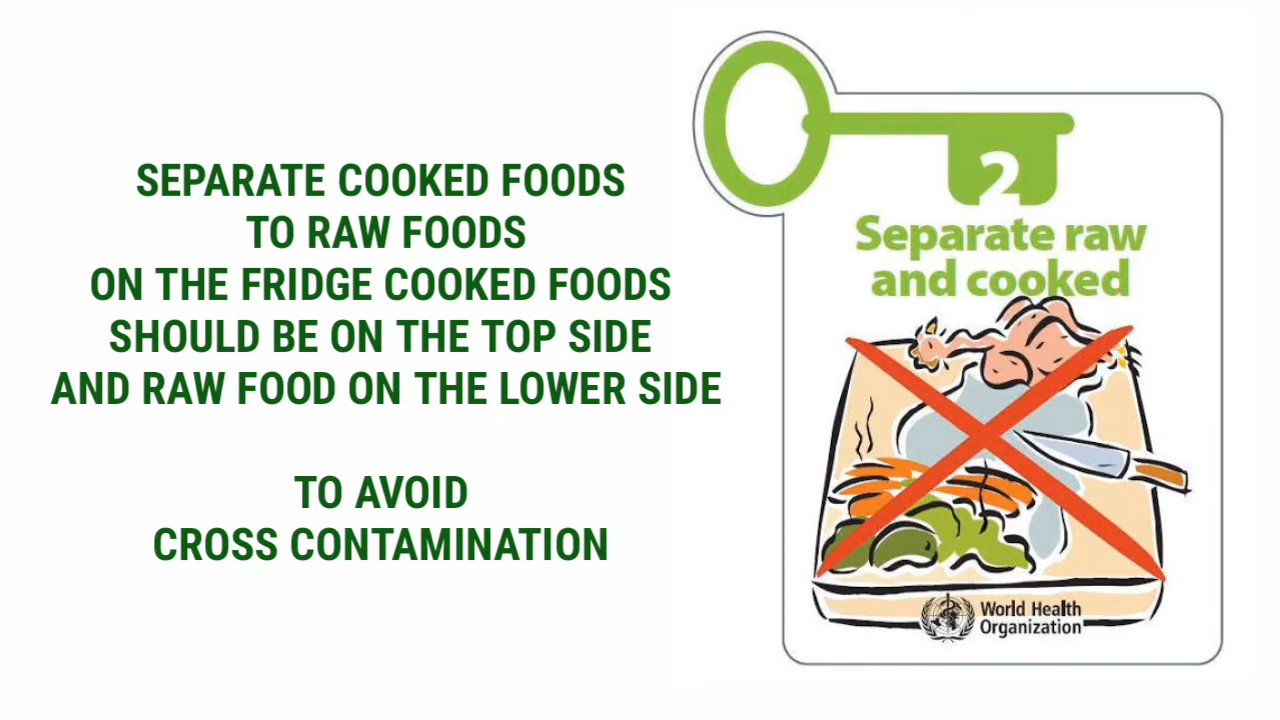 SEPARATE COOKED FOODS
TO RAW FOODS
ON THE FRIDGE COOKED FOODS
SHOULD BE ON THE TOP SIDE
AND RAW FOOD ON THE LOWER SIDE
TO AVOID
CROSS CONTAMINATION
2
Separate raw
and cooked
World Health
Organization